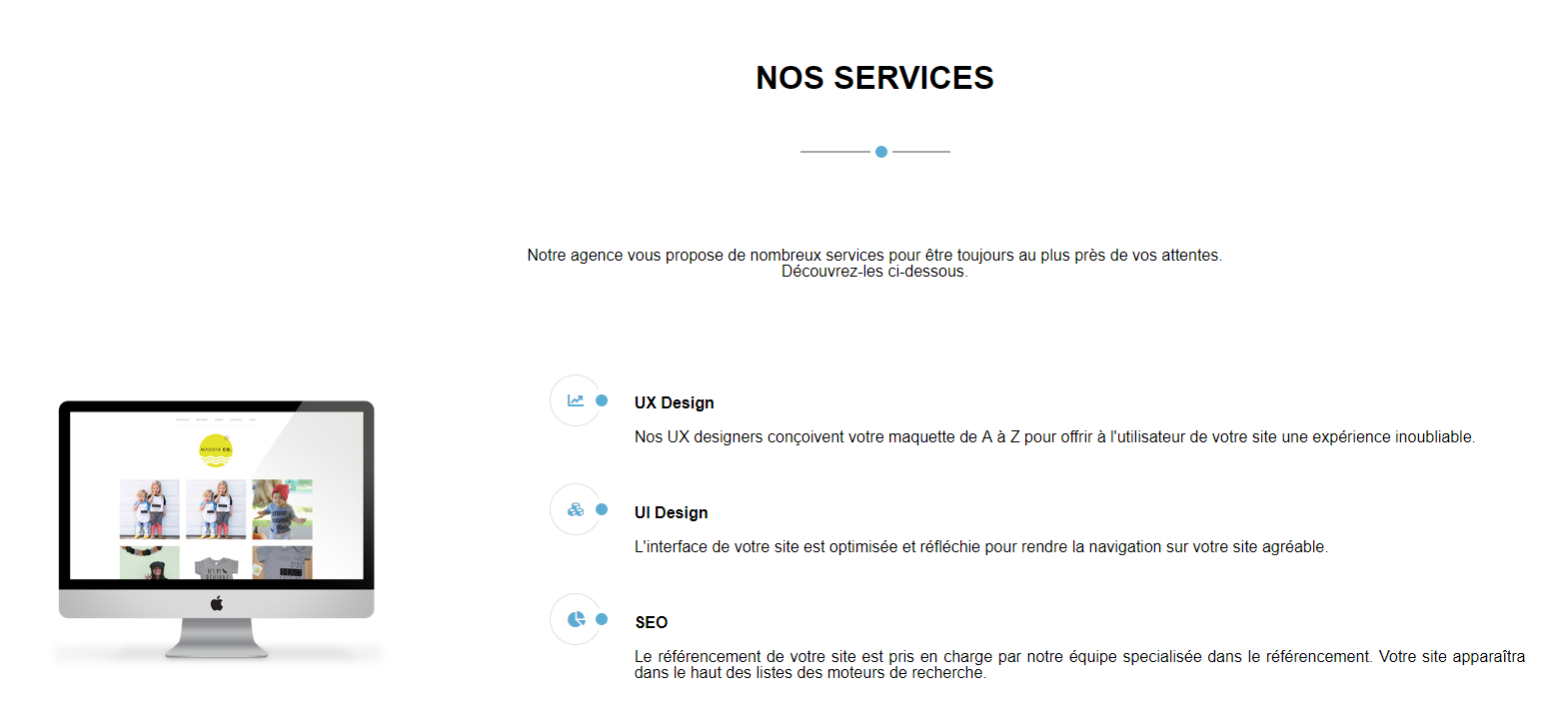 NOS SERVICES
Notre agence vous propose de nombreux services pour être toujours au plus près de vos attentes.
Découvrez-les ci-dessous.
UX Design
Nos UX designers conçoivent votre maquette de A à Z pour offrir à l'utilisateur de votre site une expérience inoubliable.
UI Design
L'interface de votre site est optimisée et réfléchie pour rendre la navigation sur votre site agréable.
SEO
Le référencement de votre site est pris en charge par notre équipe specialisée dans le référencement. Votre site apparaîtra
dans le haut des listes des moteurs de recherche.